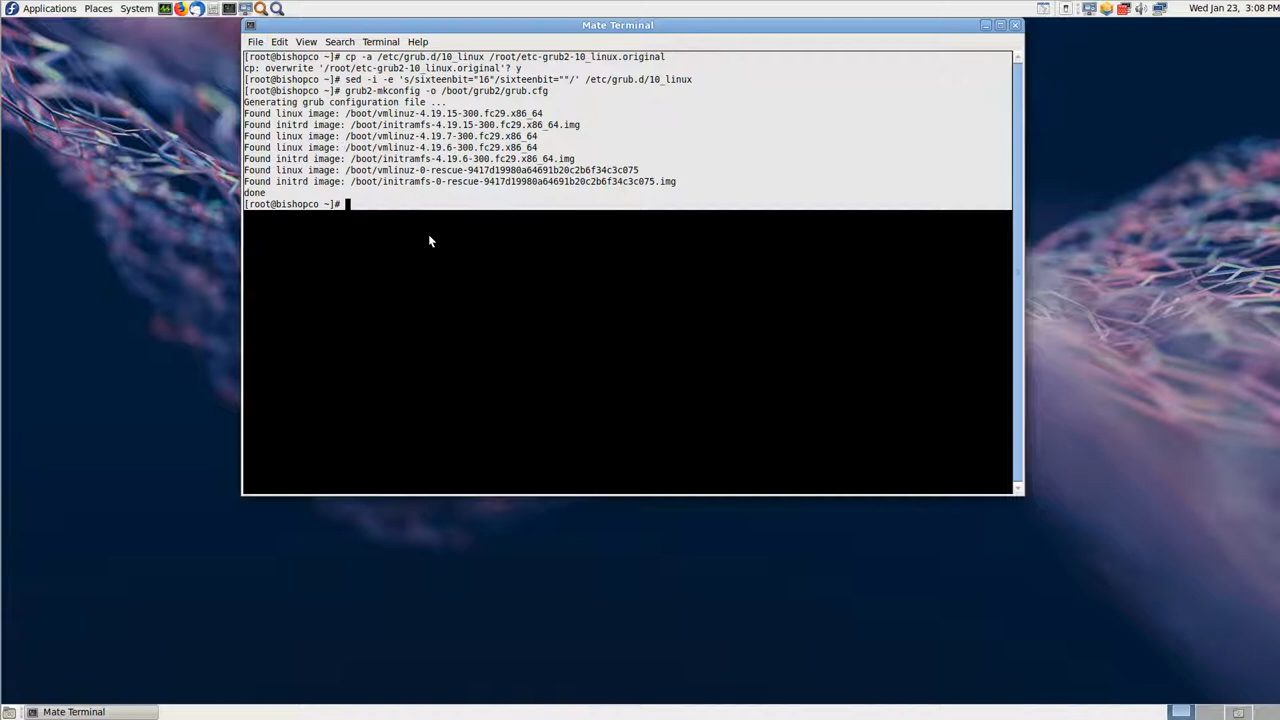 Applications Places System
Wed Jan 23, 3:08 PM
Mate Terminal
File Edit View Search Terminal Help
[root@bishopco ~]# cp -a /etc/grub.d/10_linux /root/etc-grub2-10_linux.original
cp: overwrite '/root/etc-grub2-10_linux.original'? y
[root@bishopco ~]# sed -i -e 's/sixteenbit="16"/sixteenbit=""/' /etc/grub.d/10_linux
[root@bishopco ~]# grub2-mkconfig -o /boot/grub2/grub.cfg
Generating grub configuration file ...
Found linux image: /boot/vmlinuz-4.19.15-300.fc29.x86_64
Found initrd image: /boot/initramfs-4.19.15-300.fc29.x86_64.img
Found linux image: /boot/vmlinuz-4.19.7-300.fc29.x86_64
Found linux image: /boot/vmlinuz-4.19.6-300.fc29.x86_64
Found initrd image: /boot/initramfs-4.19.6-300.fc29.x86_64.img
Found linux image: /boot/vmlinuz-0-rescue-9417d19980a64691b20c2b6f34c3c075
Found initrd image: /boot/initramfs-0-rescue-9417d19980a64691b20c2b6f34c3c075.img
done
[root@bishopco ~]#
Mate Terminal